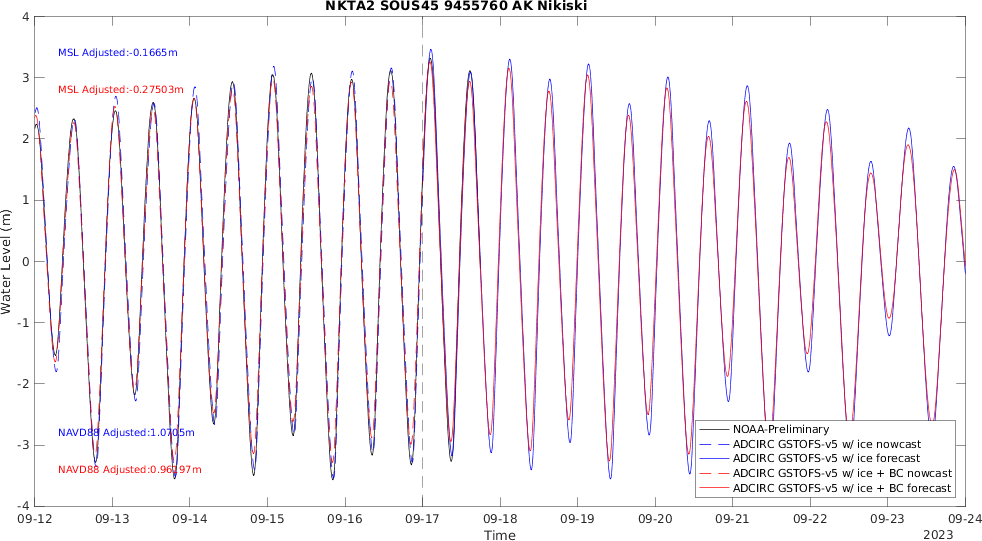 NKTA2 SOUS45 9455760 AK Nikiski
4
3
2
1
0
-1
-2
-3
-4
Water Level (m)
MSL Adjusted:-0.1665m
MSL Adjusted:-0.27503m
NAVD88 Adjusted:1.0705m
NAVD88 Adjusted:0.96197m
NOAA-Preliminary
ADCIRC GSTOFS-v5 w/ ice nowcast
ADCIRC GSTOFS-v5 w/ ice forecast
ADCIRC GSTOFS-v5 w/ ice + BC nowcast
ADCIRC GSTOFS-v5 w/ ice + BC forecast
09-12 09-13 09-14 09-15 09-16 09-17 09-18 09-19 09-20 09-21 09-22 09-23 09-24
Time
2023